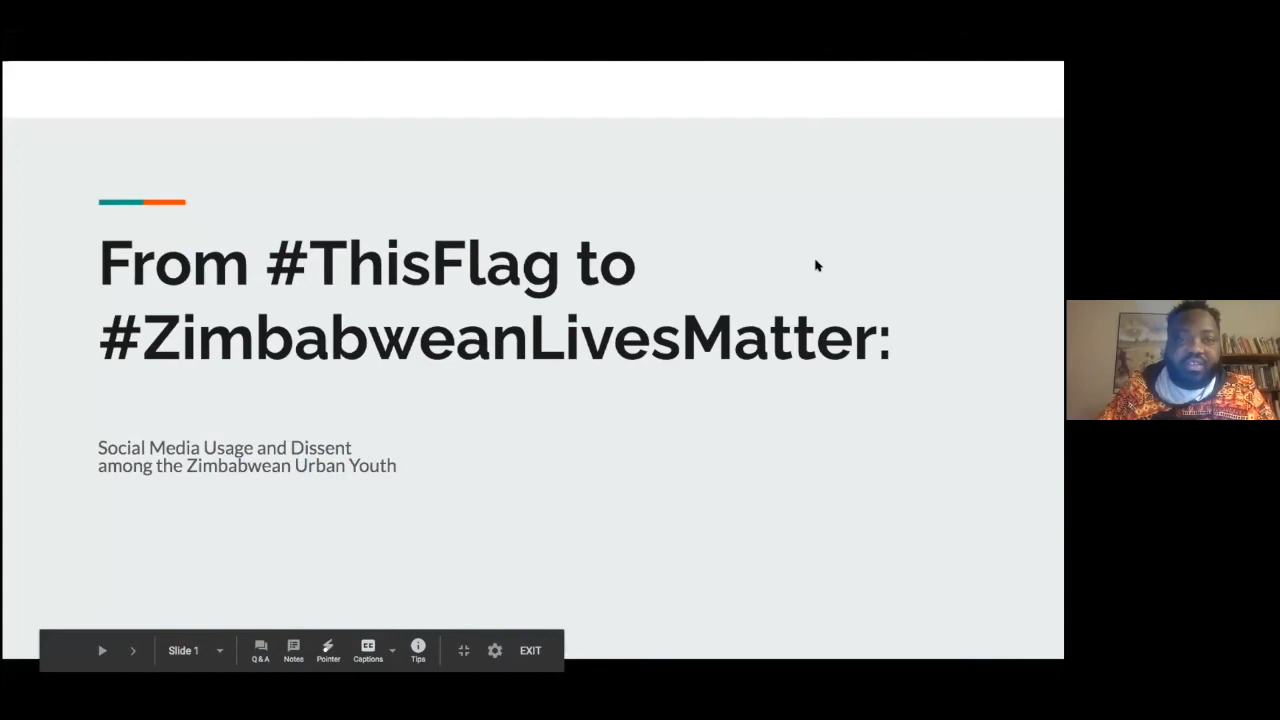 From #ThisFlag to
#ZimbabweanLivesMatter:
Social Media Usage and Dissent
among the Zimbabwean Urban Youth
Slide 1
Q & A
Notes
Pointer
CC
Captions
Tips
EXIT